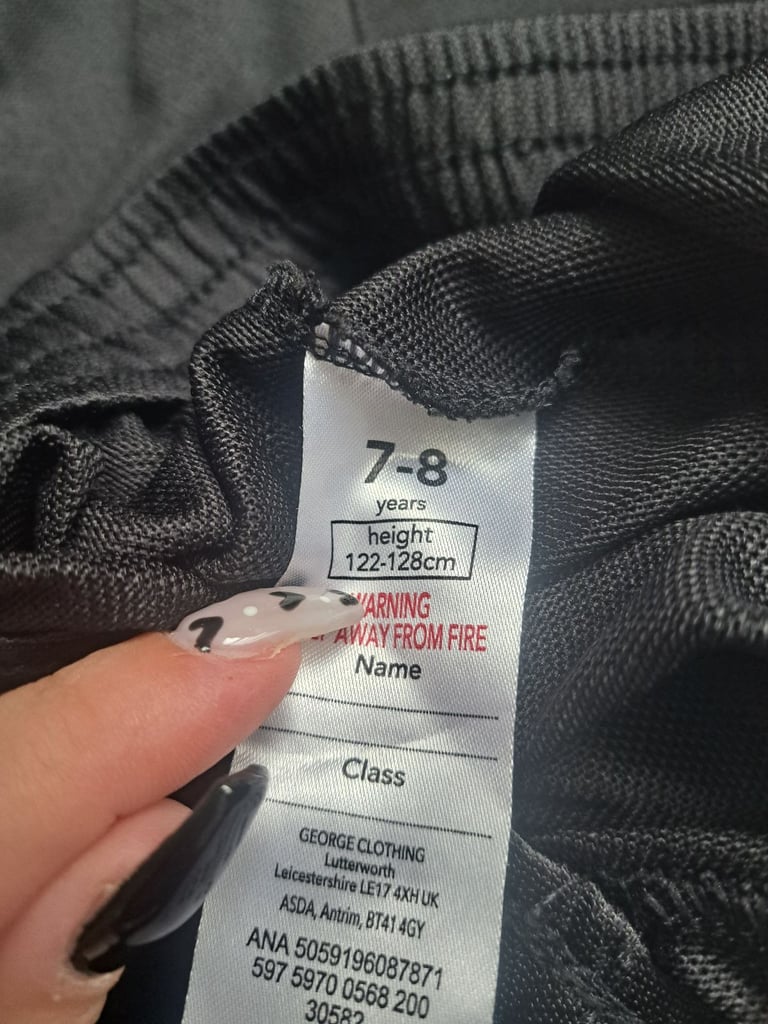 7-8
years
height
122-128cm
WARNING
AWAY FROM FIRE
Name
Class
GEORGE CLOTHING
Lutterworth
Leicestershire LE17 4XH UK
ASDA, Antrim, BT41 4GY
ANA 5059196087871
597 5970 0568 200
30582